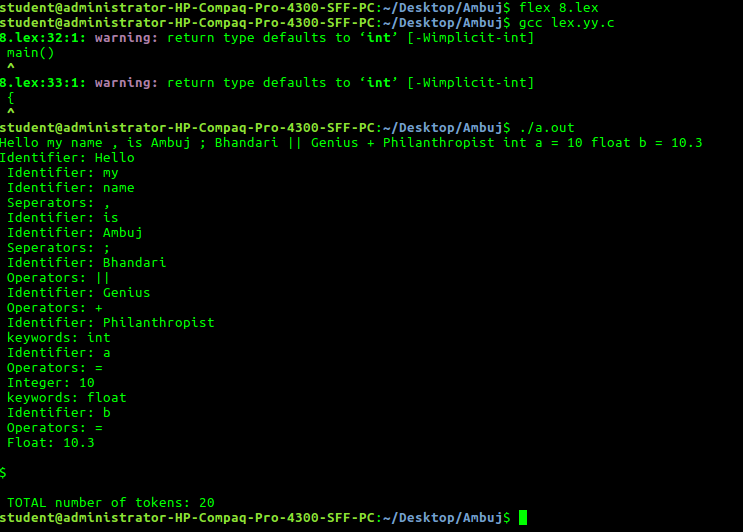 student@administrator-HP-Compaq-Pro-4300-SFF-PC:~/Desktop/Ambuj$ flex 8.lex
student@administrator-HP-Compaq-Pro-4300-SFF-PC:~/Desktop/Ambuj$ gcc lex.yy.c
8.lex:32:1: warning: return type defaults to ‘int’ [-Wimplicit-int]
 main()
 ^
8.lex:33:1: warning: return type defaults to ‘int’ [-Wimplicit-int]
 {
 ^
student@administrator-HP-Compaq-Pro-4300-SFF-PC:~/Desktop/Ambuj$ ./a.out
Hello my name , is Ambuj ; Bhandari || Genius + Philanthropist int a = 10 float b = 10.3
Identifier: Hello
 Identifier: my
 Identifier: name
 Seperators: ,
 Identifier: is
 Identifier: Ambuj
 Seperators: ;
 Identifier: Bhandari
 Operators: ||
 Identifier: Genius
 Operators: +
 Identifier: Philanthropist
 keywords: int
 Identifier: a
 Operators: =
 Integer: 10
 keywords: float
 Identifier: b
 Operators: =
 Float: 10.3
$
 TOTAL number of tokens: 20
student@administrator-HP-Compaq-Pro-4300-SFF-PC:~/Desktop/Ambuj$